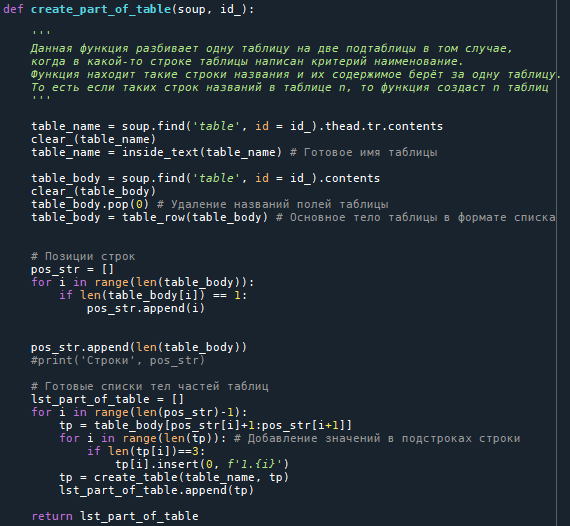 def create_part_of_table(soup, id_):
'''
Данная функция разбивает одну таблицу на две подтаблицы в том случае,
когда в какой-то строке таблицы написан критерий наименование.
Функция находит такие строки названия и их содержимое берёт за одну таблицу.
То есть если таких строк названий в таблице n, то функция создаст n таблиц
'''
table_name = soup.find('table', id = id_).thead.tr.contents
clear_(table_name)
table_name = inside_text(table_name) # Готовое имя таблицы
table_body = soup.find('table', id = id_).contents
clear_(table_body)
table_body.pop(0) # Удаление названий полей таблицы
table_body = table_row(table_body) # Основное тело таблицы в формате списка
# Позиции строк
pos_str = []
for i in range(len(table_body)):
if len(table_body[i]) == 1:
pos_str.append(i)
pos_str.append(len(table_body))
#print('Строки', pos_str)
# Готовые списки тел частей таблиц
lst_part_of_table = []
for i in range(len(pos_str)-1):
tp = table_body[pos_str[i]+1:pos_str[i+1]]
for i in range(len(tp)): # Добавление значений в подстроках строки
if len(tp[i])==3:
tp[i].insert(0, f'1.{i}')
tp = create_table(table_name, tp)
lst_part_of_table.append(tp)
return lst_part_of_table